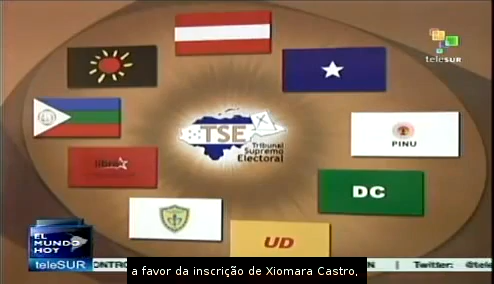 teleSUR
TSE
Tribunal
Supremo
Electoral
PINU
libre
DC
UD
EL
MUNDO
HOY
teleSUR
Twitter:
a favor da inscrição de Xiomara Castro,